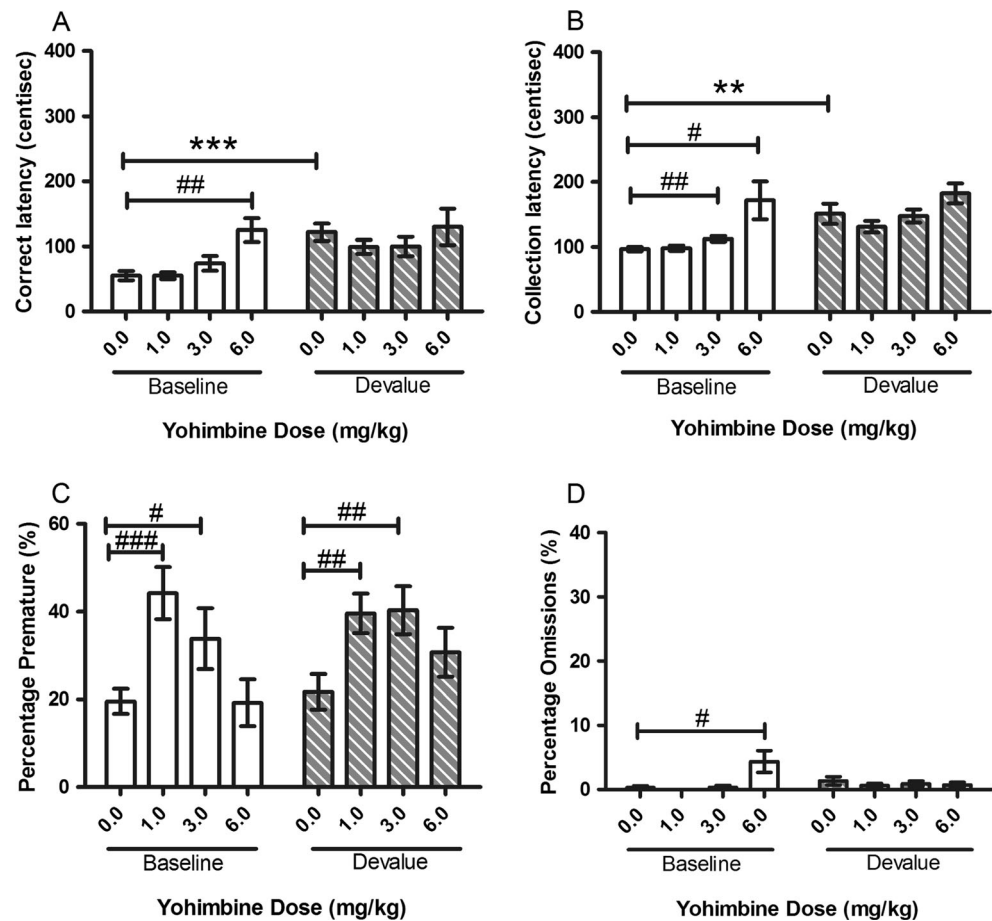 A
Correct latency (centisec)
400
300
200
100
0
***
##
0.0 1.0 3.0 6.0 0.0 1.0 3.0 6.0
Baseline Devalue
Yohimbine Dose (mg/kg)
B
Collection latency (centisec)
400
300
200
100
0
**
#
##
0.0 1.0 3.0 6.0 0.0 1.0 3.0 6.0
Baseline Devalue
Yohimbine Dose (mg/kg)
C
Percentage Premature (%)
60
40
20
0
#
###
##
##
0.0 1.0 3.0 6.0 0.0 1.0 3.0 6.0
Baseline Devalue
Yohimbine Dose (mg/kg)
D
Percentage Omissions (%)
40
30
20
10
0
#
0.0 1.0 3.0 6.0 0.0 1.0 3.0 6.0
Baseline Devalue
Yohimbine Dose (mg/kg)